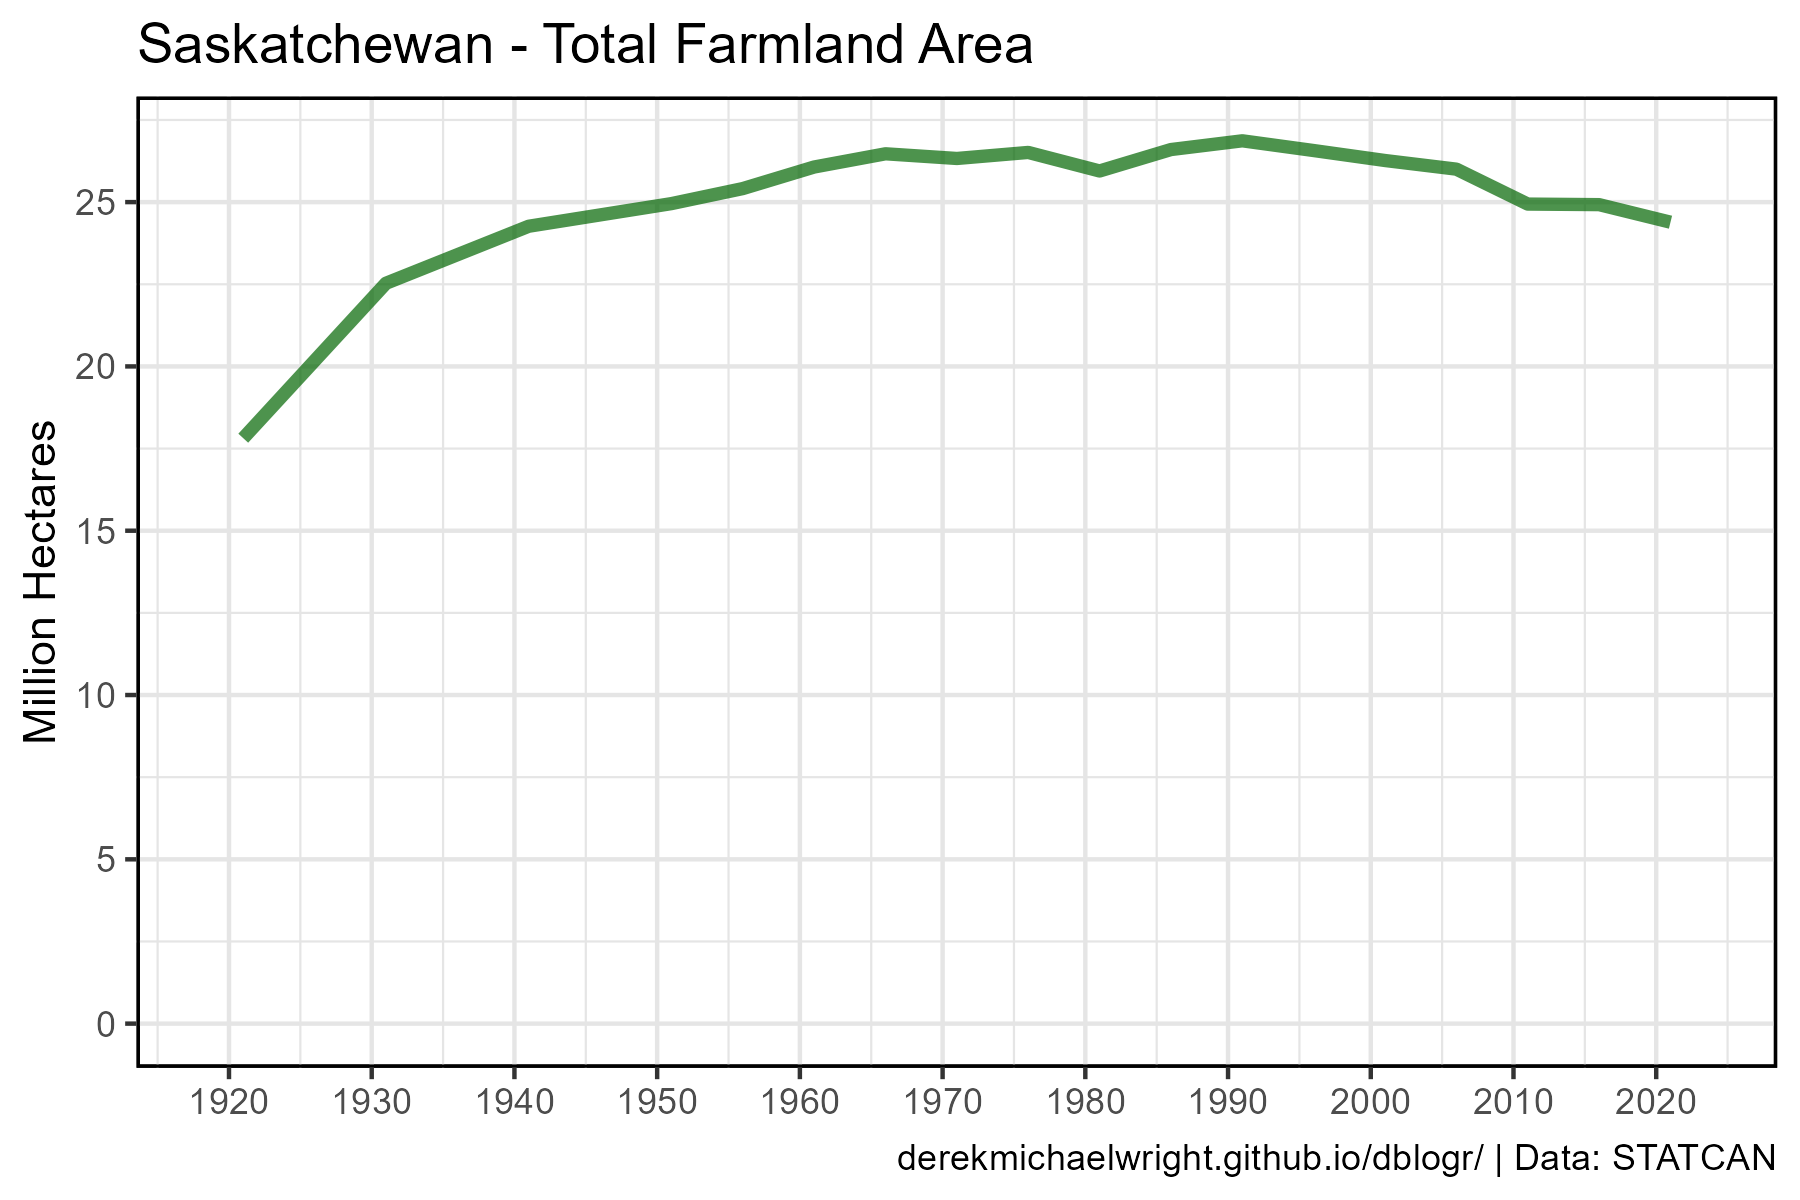 Saskatchewan - Total Farmland Area
Million Hectares
25
20
15
10
5
0
1920 1930 1940 1950 1960 1970 1980 1990 2000 2010 2020
derekmichaelwright.github.io/dblogr/ | Data: STATCAN